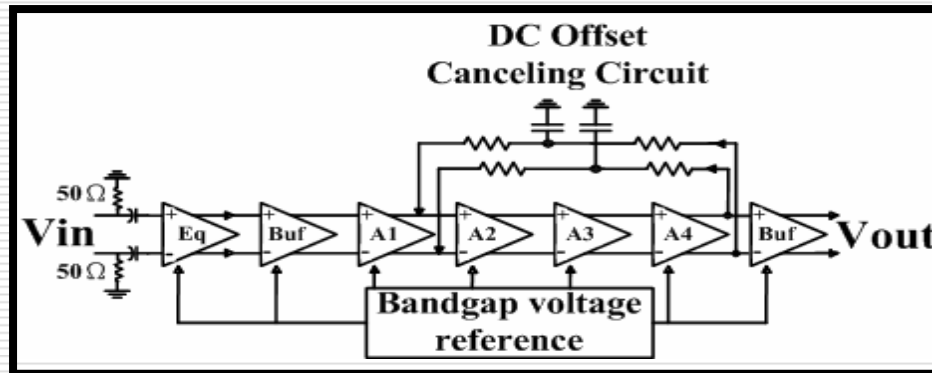 DC Offset
Canceling Circuit
50 Ω
Vin
50 Ω
+
-
Eq
+
-
Buf
+
-
A1
+
-
A2
+
-
A3
+
-
A4
+
-
Buf
Vout
Bandgap voltage
reference